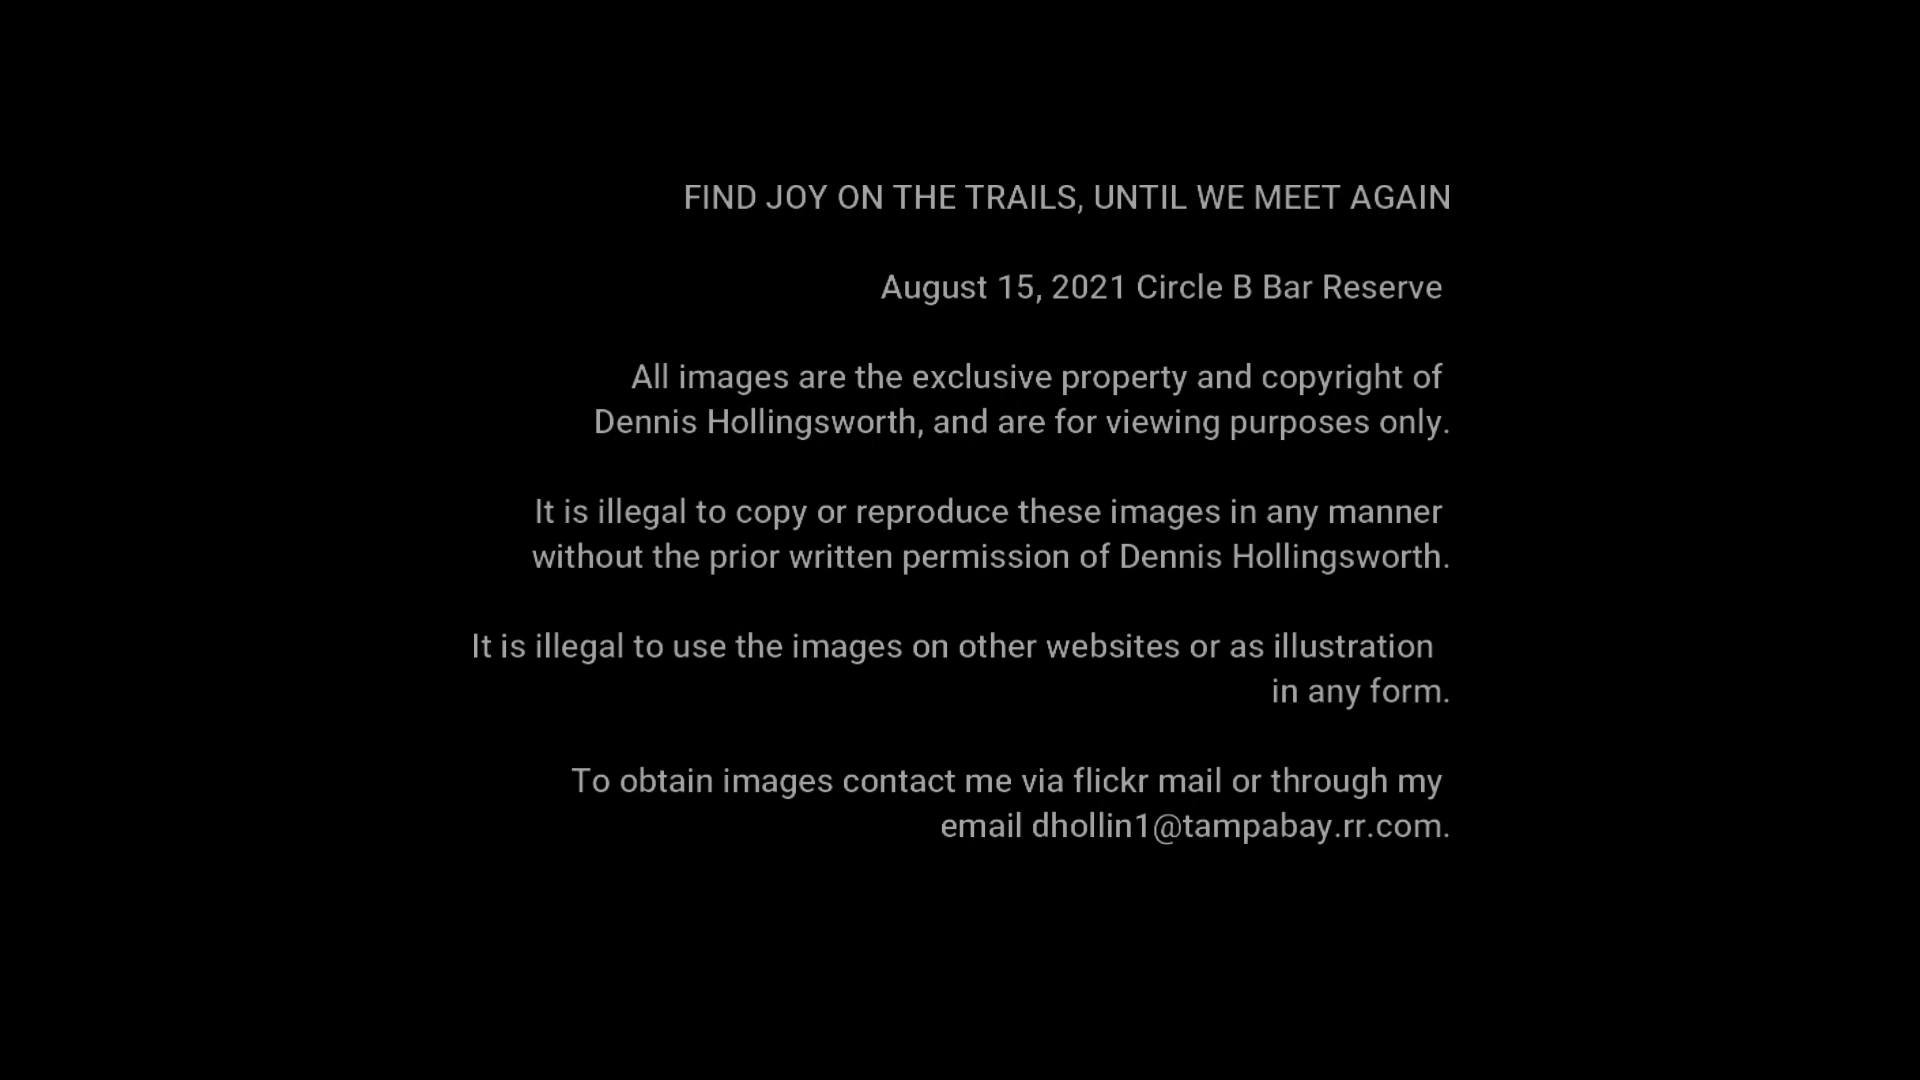 FIND JOY ON THE TRAILS, UNTIL WE MEET AGAIN
August 15, 2021 Circle B Bar Reserve
All images are the exclusive property and copyright of
Dennis Hollingsworth, and are for viewing purposes only.
It is illegal to copy or reproduce these images in any manner
without the prior written permission of Dennis Hollingsworth.
It is illegal to use the images on other websites or as illustration
in any form.
To obtain images contact me via flickr mail or through my
email dhollin1@tampabay.rr.com.